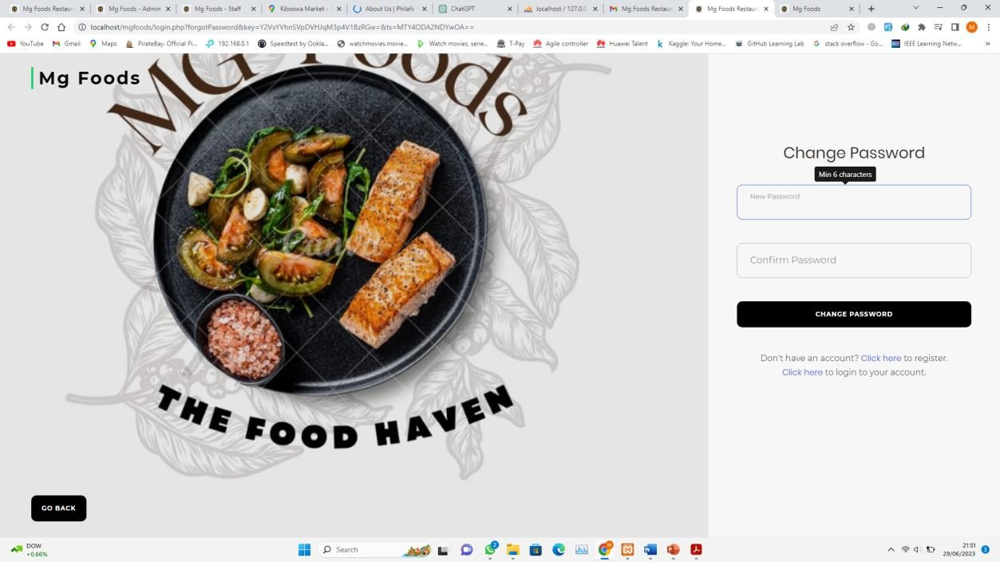 Mg Foods Restaur
Mg Foods - Admin
Mg Foods - Staff
Kiboswa Market -
About Us | Philafe
ChatGPT
localhost / 127.0.0
Mg Foods Restaur
Mg Foods Restaur
Mg Foods
localhost/mgfoods/login.php?forgotPassword&key=Y2VxYVhnSVpDVHJqM3p4V1BzRGw=&ts=MTY4ODA2NDYwOA==
M
YouTube
Gmail
Maps
PirateBay. Official Pi...
192.168.0.1
Speedtest by Ookla...
watchmovies.movie...
Watch movies, serie...
T-Pay
Agile controller
Huawei Talent
Kaggle: Your Home...
GitHub Learning Lab
stack overflow - Go...
IEEE Learning Netw...
»
Mg Foods
MG Foods
Canva
THE FOOD HAVEN
GO BACK
Change Password
Min 6 characters
New Password
Confirm Password
CHANGE PASSWORD
Don't have an account? Click here to register.
Click here to login to your account.
DOW
+0.66%
Search
2
21:51
29/06/2023
3